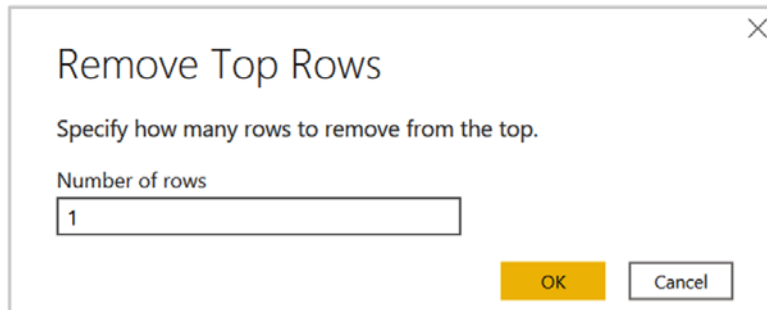 Remove Top Rows
Specify how many rows to remove from the top.
Number of rows
1
OK Cancel